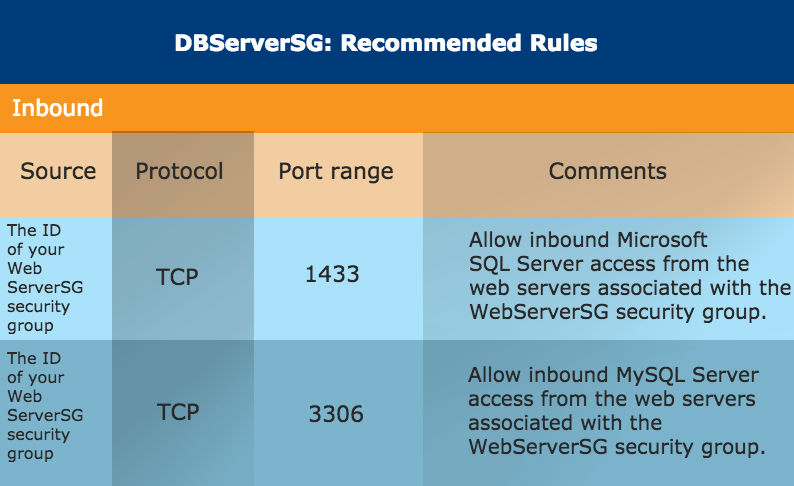 DBServerSG: Recommended Rules
Inbound
Source Protocol Port range Comments
The ID
of your
Web
ServerSG
security
group
TCP
1433
Allow inbound Microsoft
SQL Server access from the
web servers associated with the
WebServerSG security group.
The ID
of your
Web
ServerSG
security
group
TCP
3306
Allow inbound MySQL Server
access from the web servers
associated with the
WebServerSG security group.